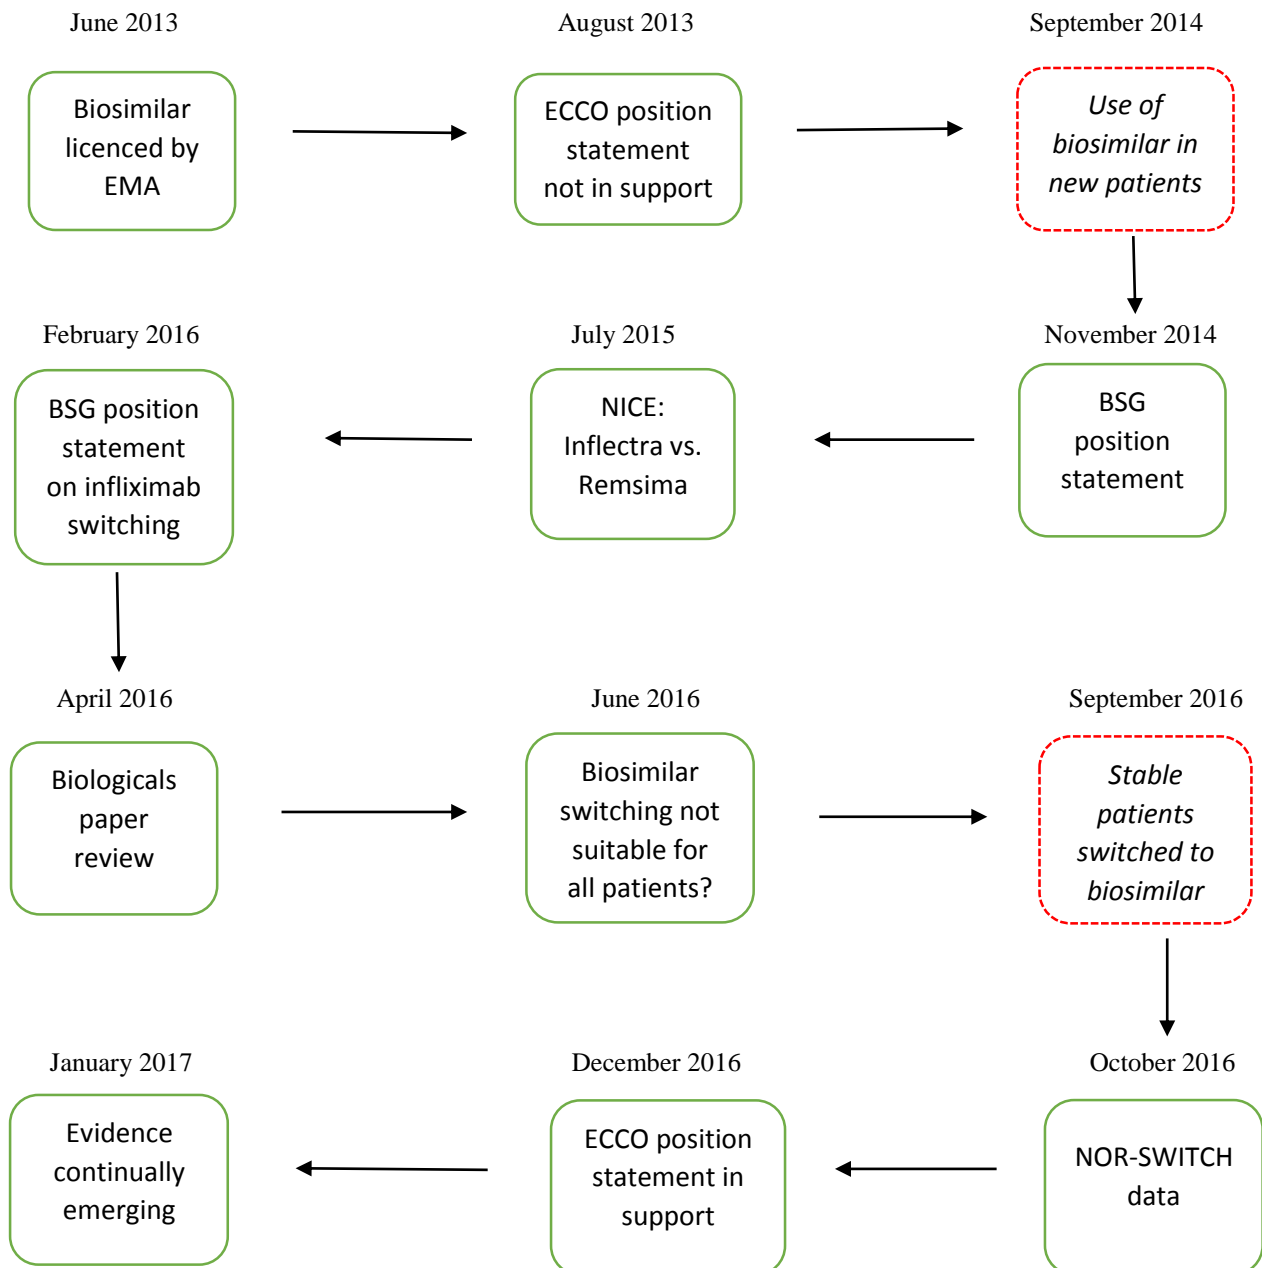 June 2013
Biosimilar
licenced by
EMA
August 2013
ECCO position
statement
not in support
September 2014
Use of
biosimilar in
new patients
November 2014
BSG
position
statement
July 2015
NICE:
Inflectra vs.
Remsima
February 2016
BSG position
statement
on infliximab
switching
April 2016
Biologicals
paper
review
June 2016
Biosimilar
switching not
suitable for
all patients?
September 2016
Stable
patients
switched to
biosimilar
October 2016
NOR-SWITCH
data
December 2016
ECCO position
statement in
support
January 2017
Evidence
continually
emerging